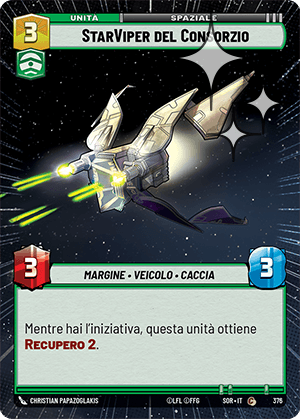 3
UNITÀ
SPAZIALE
STARVIPER DEL CONSORZIO
3
MARGINE • VEICOLO • CACCIA
3
Mentre hai l'iniziativa, questa unità ottiene
RECUPERO 2.
CHRISTIAN PAPAZOGLAKIS
©LFL ©FFG
SOR • IT
C
376